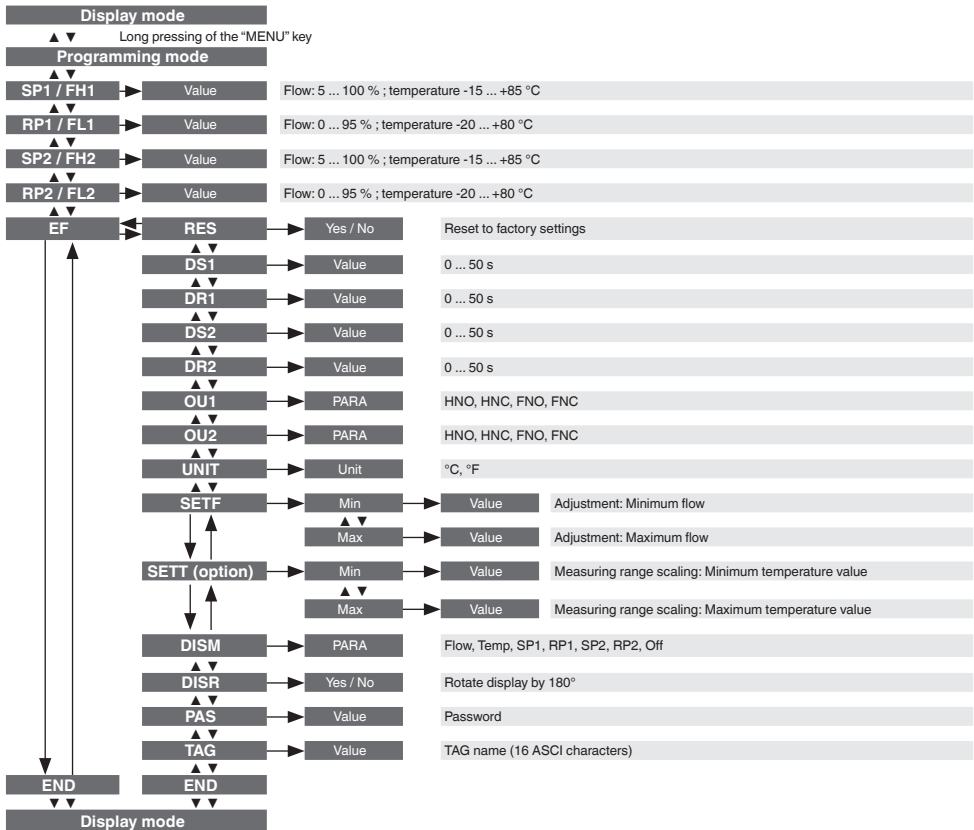 Display mode
▲ ▼ Long pressing of the “MENU” key
Programming mode
▲ ▼
SP1 / FH1 Value Flow: 5 ... 100 % ; temperature -15 ... +85 °C
▲ ▼
RP1 / FL1 Value Flow: 0 ... 95 % ; temperature -20 ... +80 °C
▲ ▼
SP2 / FH2 Value Flow: 5 ... 100 % ; temperature -15 ... +85 °C
▲ ▼
RP2 / FL2 Value Flow: 0 ... 95 % ; temperature -20 ... +80 °C
▲ ▼
EF RES Yes / No Reset to factory settings
▲ ▼
DS1 Value 0 ... 50 s
▲ ▼
DR1 Value 0 ... 50 s
▲ ▼
DS2 Value 0 ... 50 s
▲ ▼
DR2 Value 0 ... 50 s
▲ ▼
OU1 PARA HNO, HNC, FNO, FNC
▲ ▼
OU2 PARA HNO, HNC, FNO, FNC
▲ ▼
UNIT Unit °C, °F
▲ ▼
SETF Min Value Adjustment: Minimum flow
▲ ▼
Max Value Adjustment: Maximum flow
SETT (option) Min Value Measuring range scaling: Minimum temperature value
▲ ▼
Max Value Measuring range scaling: Maximum temperature value
DISM PARA Flow, Temp, SP1, RP1, SP2, RP2, Off
▲ ▼
DISR Yes / No Rotate display by 180°
▲ ▼
PAS Value Password
▲ ▼
TAG Value TAG name (16 ASCI characters)
▲ ▼
END END
▼ ▼ ▼ ▼
Display mode